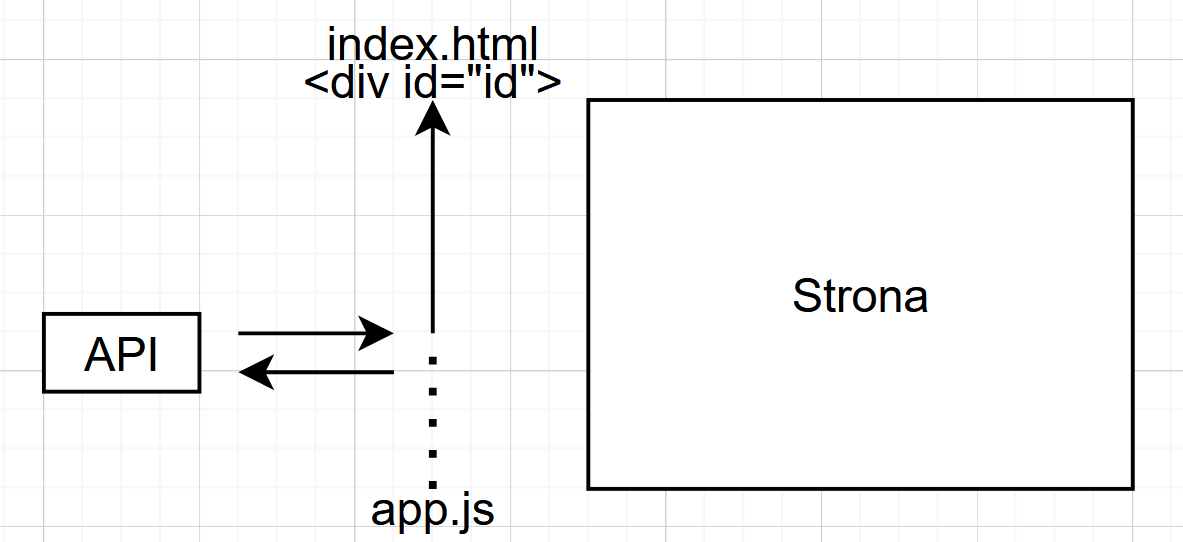 index.html
<div id="id">
Strona
API
app.js